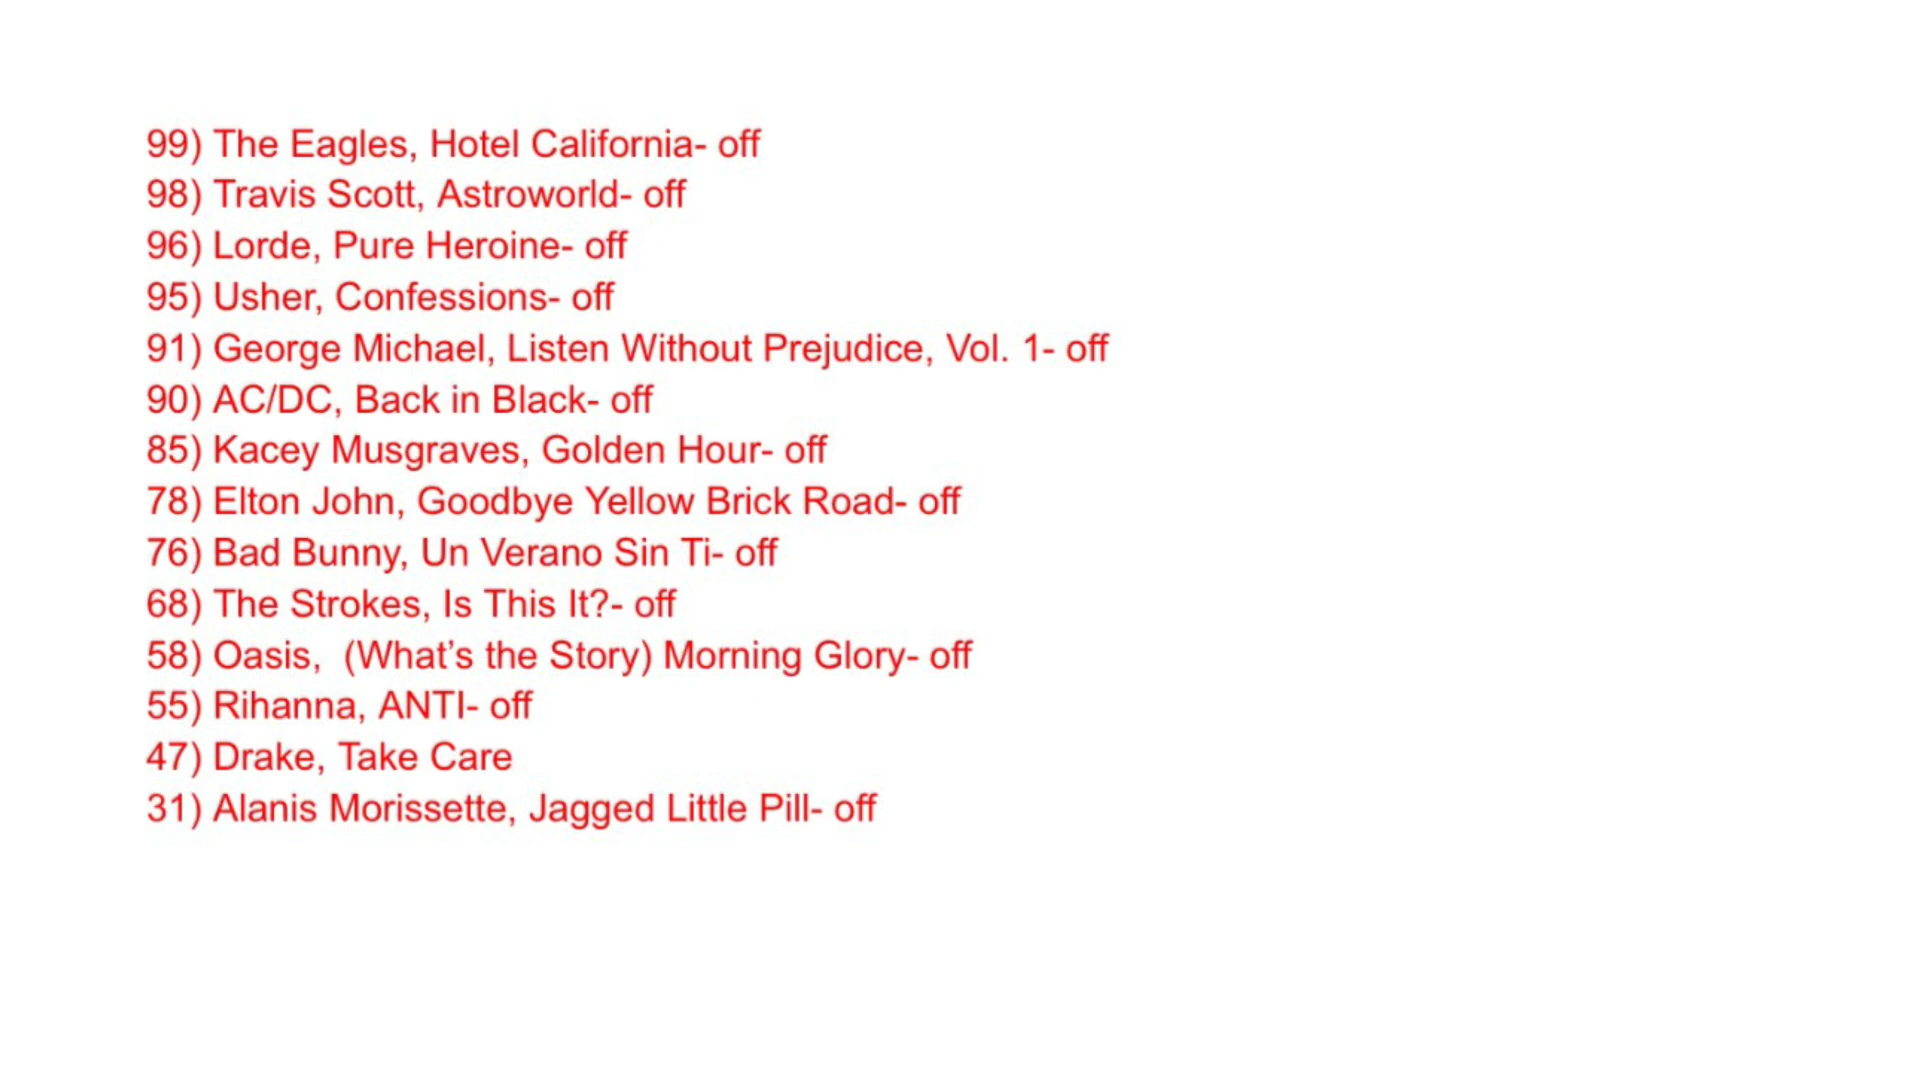 99) The Eagles, Hotel California- off
98) Travis Scott, Astroworld- off
96) Lorde, Pure Heroine- off
95) Usher, Confessions- off
91) George Michael, Listen Without Prejudice, Vol. 1- off
90) AC/DC, Back in Black- off
85) Kacey Musgraves, Golden Hour- off
78) Elton John, Goodbye Yellow Brick Road- off
76) Bad Bunny, Un Verano Sin Ti- off
68) The Strokes, Is This It?- off
58) Oasis,  (What’s the Story) Morning Glory- off
55) Rihanna, ANTI- off
47) Drake, Take Care
31) Alanis Morissette, Jagged Little Pill- off